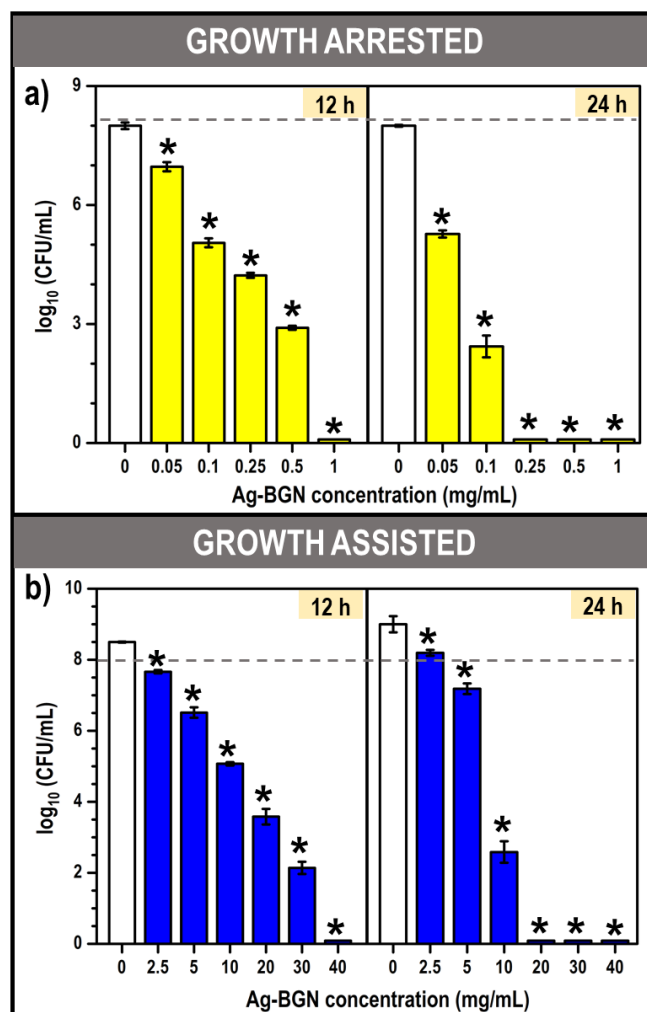 GROWTH ARRESTED
a)
12 h
24 h
9
6
3
0
log10 (CFU/mL)
* * * * *
* * * * *
0 0.05 0.1 0.25 0.5 1
0 0.05 0.1 0.25 0.5 1
Ag-BGN concentration (mg/mL)
GROWTH ASSISTED
b)
12 h
24 h
10
8
6
4
2
0
log10 (CFU/mL)
* * * * * *
* * * * * *
0 2.5 5 10 20 30 40
0 2.5 5 10 20 30 40
Ag-BGN concentration (mg/mL)